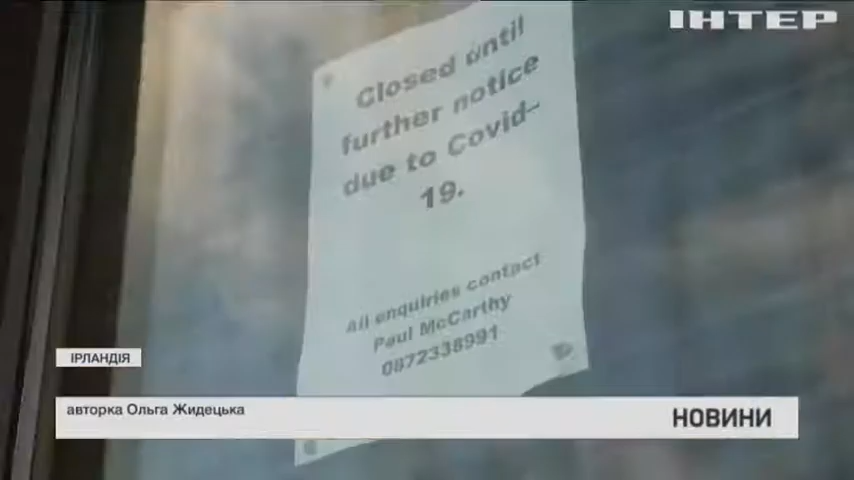 ІНТЕР
Closed until
further notice
due to Covid-
19.
All enquiries contact
Paul McCarthy
0872338991
ІРЛАНДІЯ
авторка Ольга Жидецька
НОВИНИ